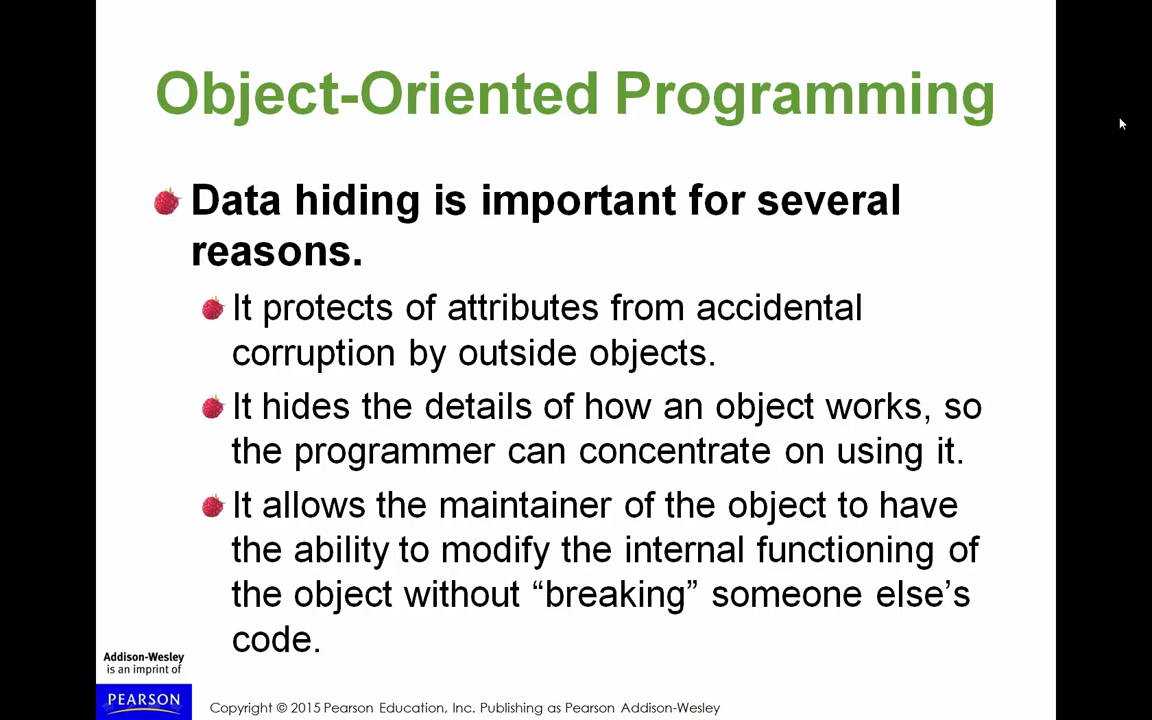 Object-Oriented Programming
Data hiding is important for several
reasons.
It protects of attributes from accidental
corruption by outside objects.
It hides the details of how an object works, so
the programmer can concentrate on using it.
It allows the maintainer of the object to have
the ability to modify the internal functioning of
the object without “breaking” someone else’s
code.
Addison-Wesley
is an imprint of
PEARSON
Copyright © 2015 Pearson Education, Inc. Publishing as Pearson Addison-Wesley